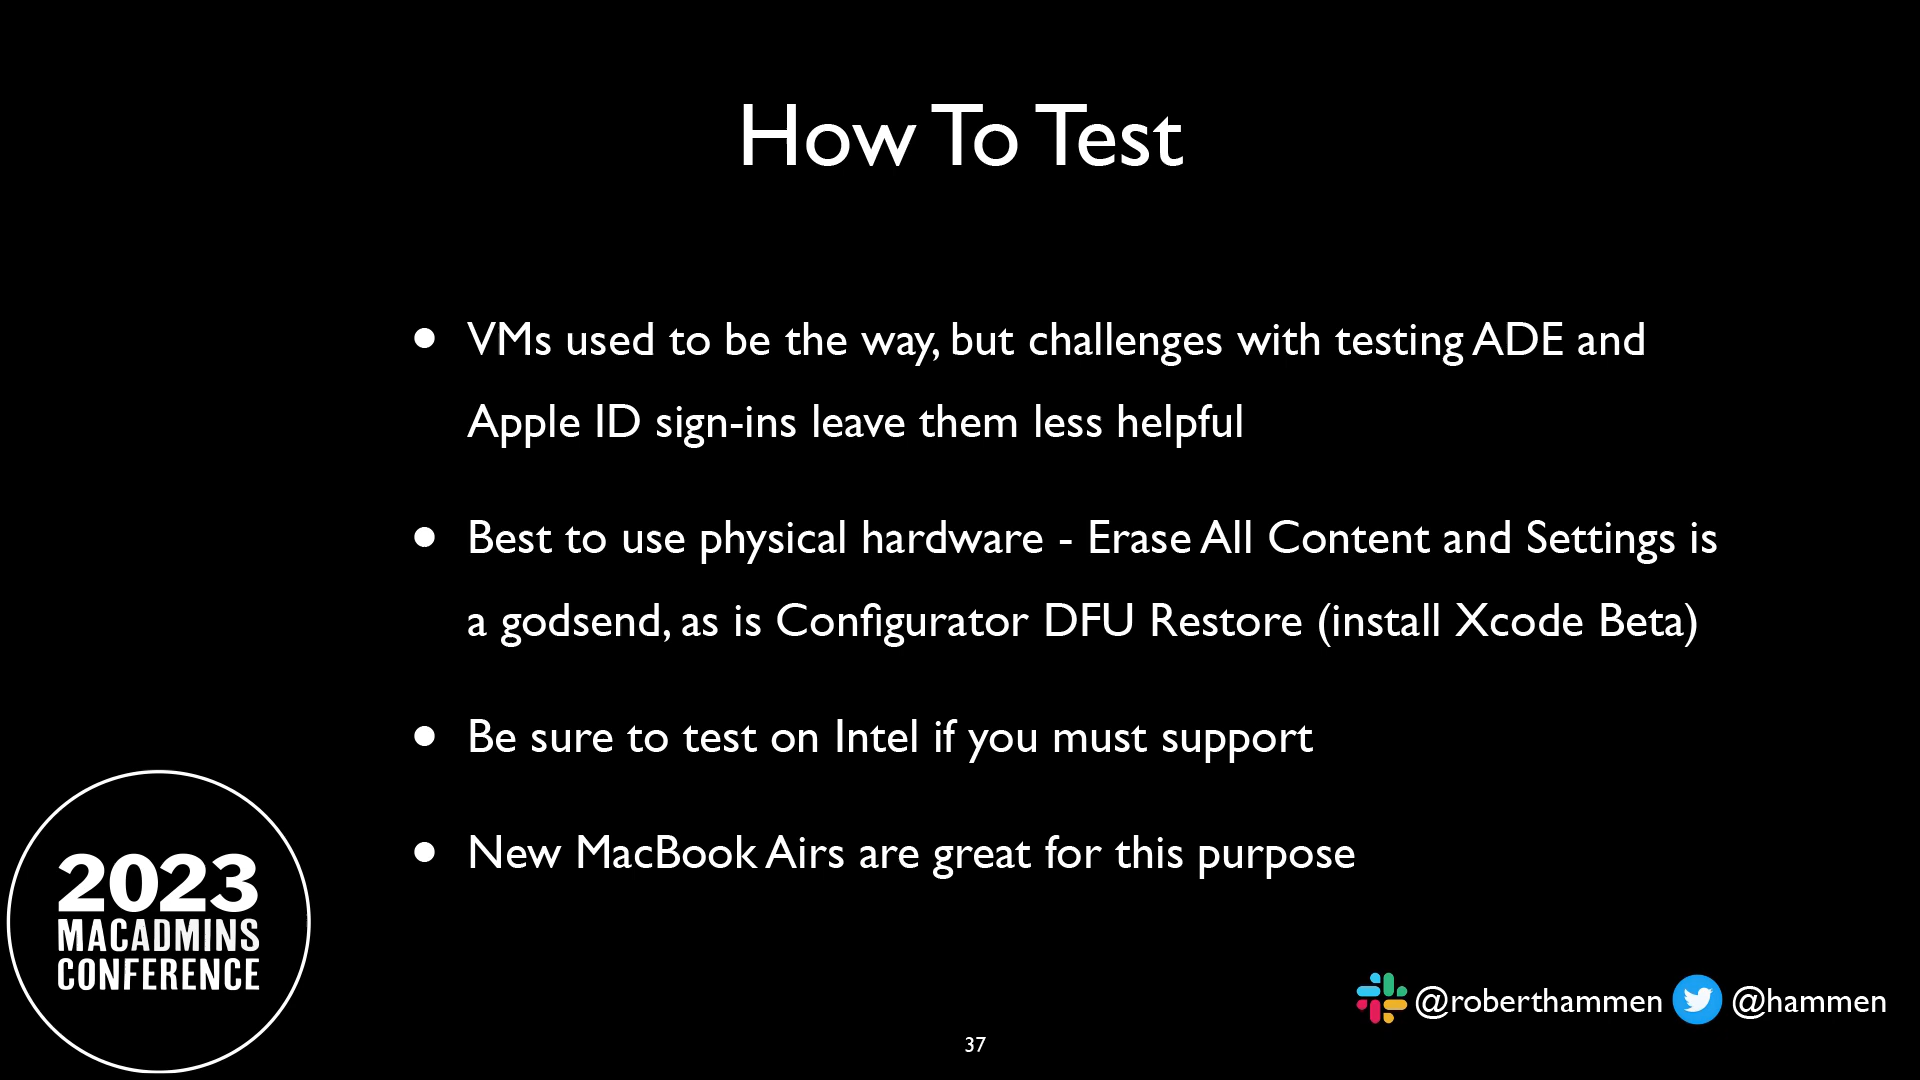 How To Test
• VMs used to be the way, but challenges with testing ADE and
Apple ID sign-ins leave them less helpful
• Best to use physical hardware - Erase All Content and Settings is
a godsend, as is Configurator DFU Restore (install Xcode Beta)
• Be sure to test on Intel if you must support
• New MacBook Airs are great for this purpose
2023
MACADMINS
CONFERENCE
@roberthammen @hammen
37